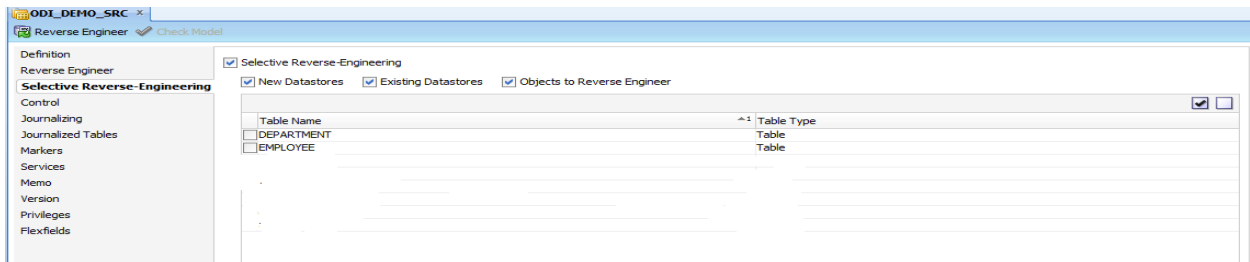 ODI_DEMO_SRC
Reverse Engineer Check Model
Definition
Reverse Engineer
Selective Reverse-Engineering
Control
Journalizing
Journalized Tables
Markers
Services
Memo
Version
Privileges
Flexfields
Selective Reverse-Engineering
New Datastores Existing Datastores Objects to Reverse Engineer
Table Name 1 Table Type
DEPARTMENT Table
EMPLOYEE Table